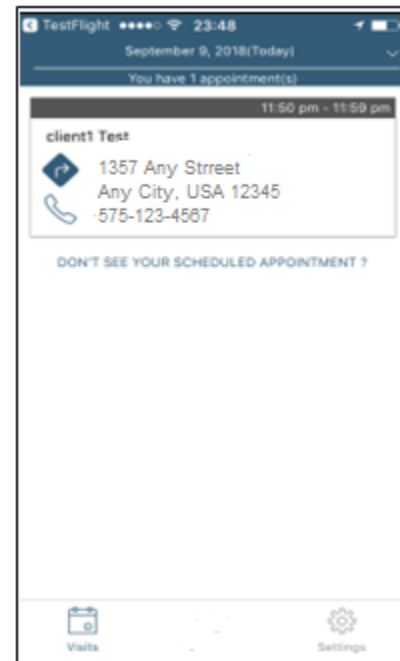 TestFlight 23:48
September 9, 2018(Today)
You have 1 appointment(s)
11:50 pm - 11:59 pm
client1 Test
1357 Any Strreet
Any City, USA 12345
575-123-4567
DON'T SEE YOUR SCHEDULED APPOINTMENT ?
Visits Settings